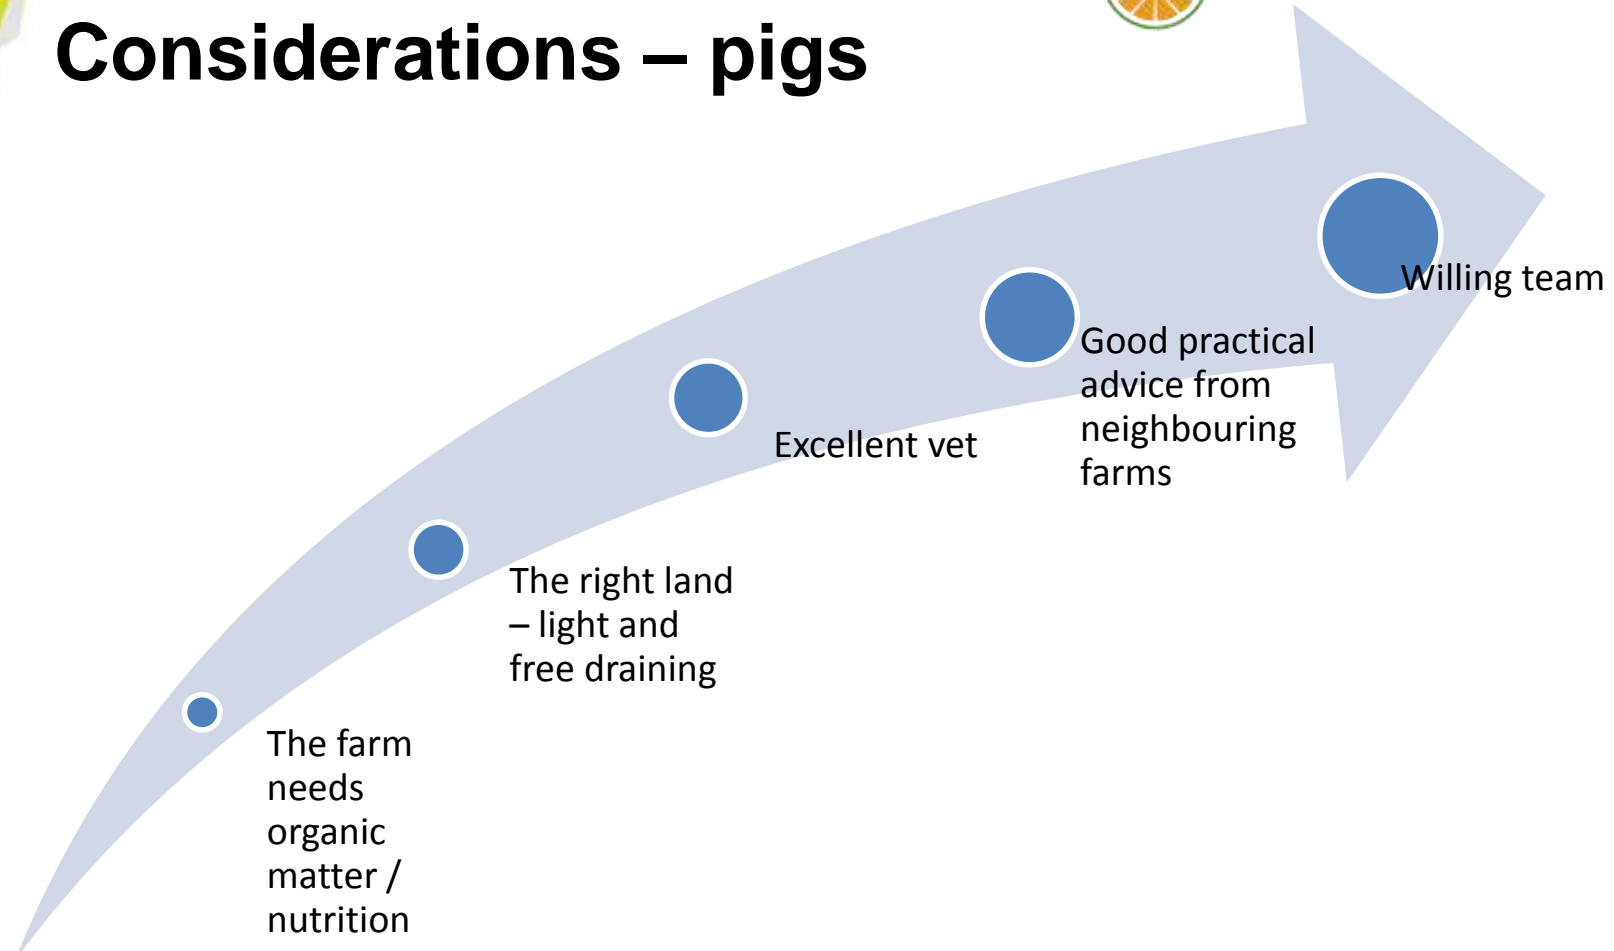 Considerations – pigs
The farm
needs
organic
matter /
nutrition
The right land
– light and
free draining
Excellent vet
Good practical
advice from
neighbouring
farms
Willing team